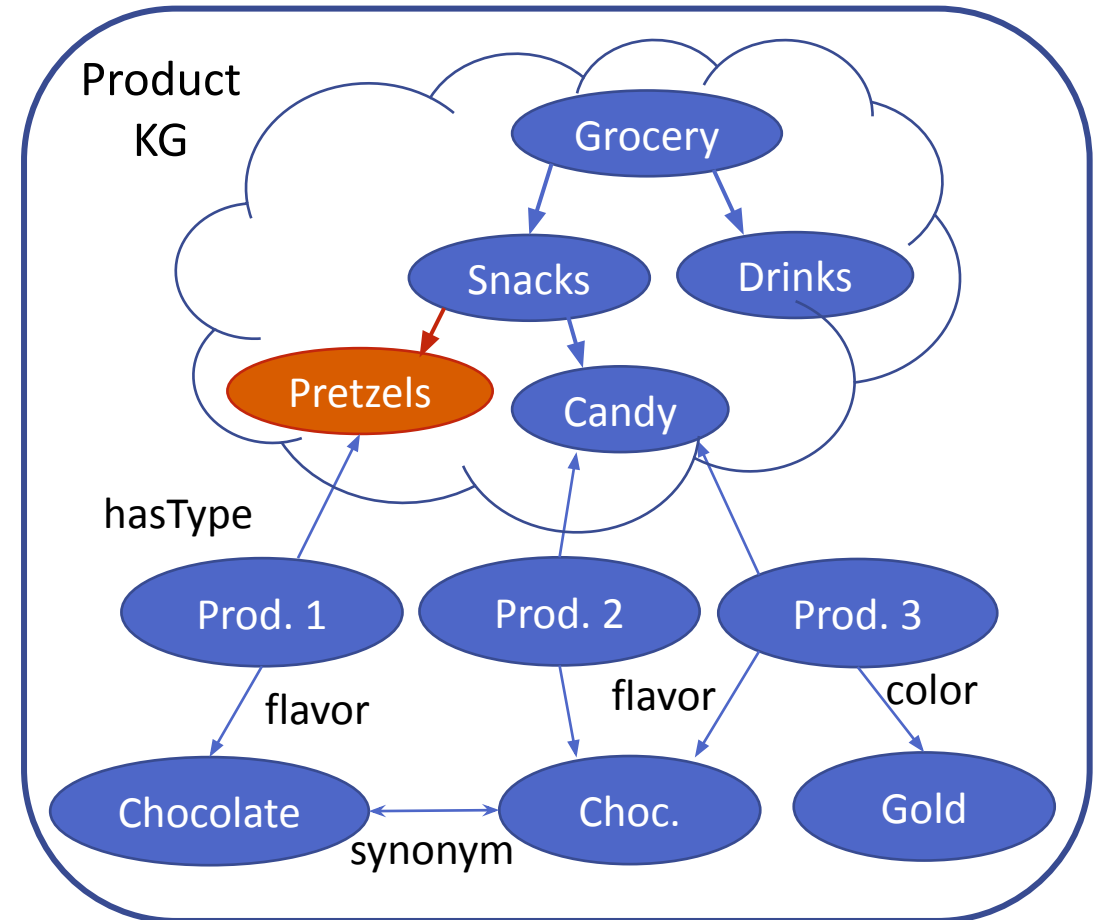 Product
KG
Grocery
Snacks
Drinks
Pretzels
Candy
hasType
Prod. 1
Prod. 2
Prod. 3
flavor
flavor
color
Chocolate
synonym
Choc.
Gold